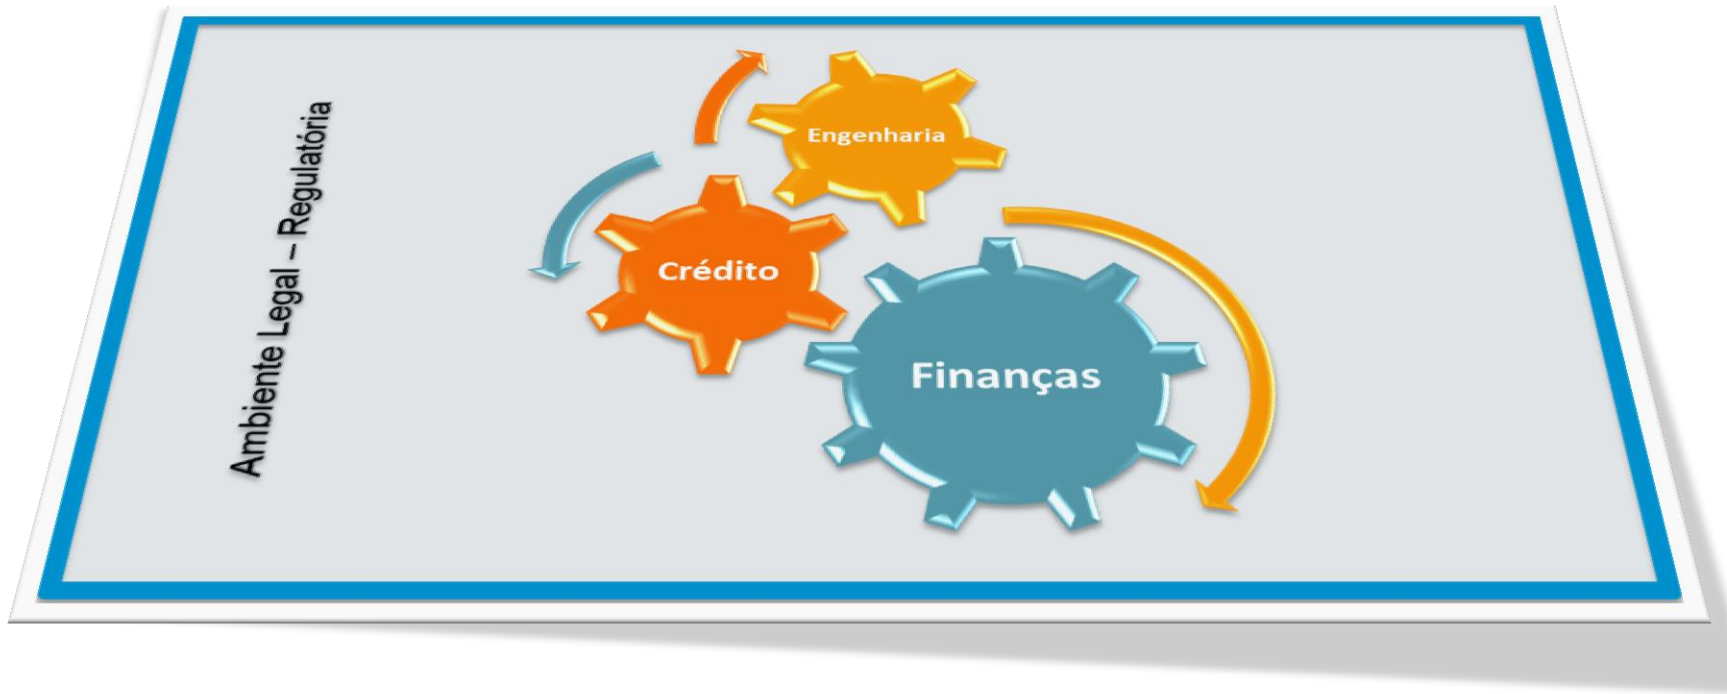 Ambiente Legal – Regulatória
Engenharia
Crédito
Finanças